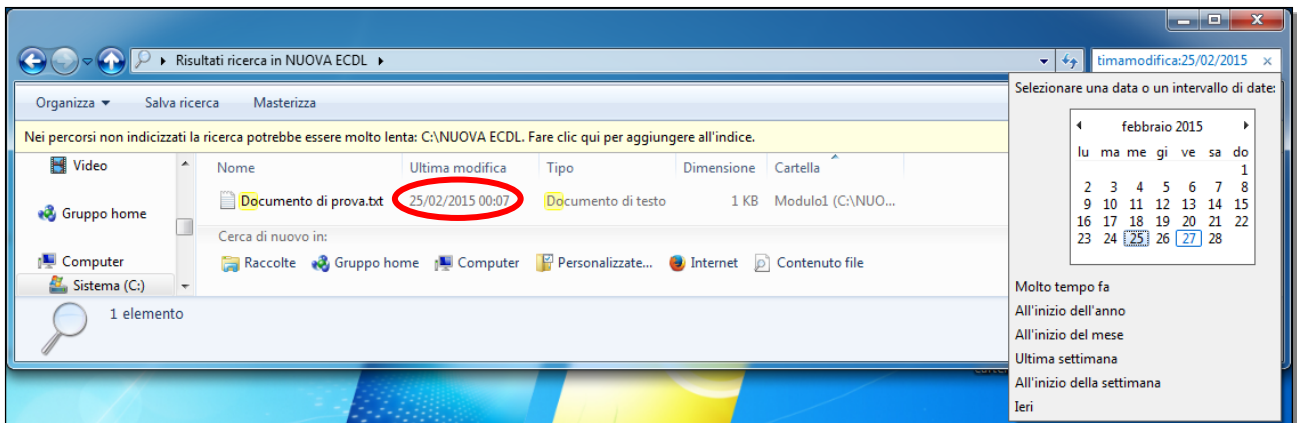 Risultati ricerca in NUOVA ECDL
timamodifica:25/02/2015
Organizza Salva ricerca Masterizza
Nei percorsi non indicizzati la ricerca potrebbe essere molto lenta: C:\NUOVA ECDL. Fare clic qui per aggiungere all'indice.
Video
Gruppo home
Computer
Sistema (C:)
Nome Ultima modifica Tipo Dimensione Cartella
Documento di prova.txt 25/02/2015 00:07 Documento di testo 1 KB Modulo1 (C:\NUO...
Cerca di nuovo in:
Raccolte Gruppo home Computer Personalizzate... Internet Contenuto file
1 elemento
Selezionare una data o un intervallo di date:
febbraio 2015
lu ma me gi ve sa do
1
2 3 4 5 6 7 8
9 10 11 12 13 14 15
16 17 18 19 20 21 22
23 24 25 26 27 28
Molto tempo fa
All'inizio dell'anno
All'inizio del mese
Ultima settimana
All'inizio della settimana
Ieri